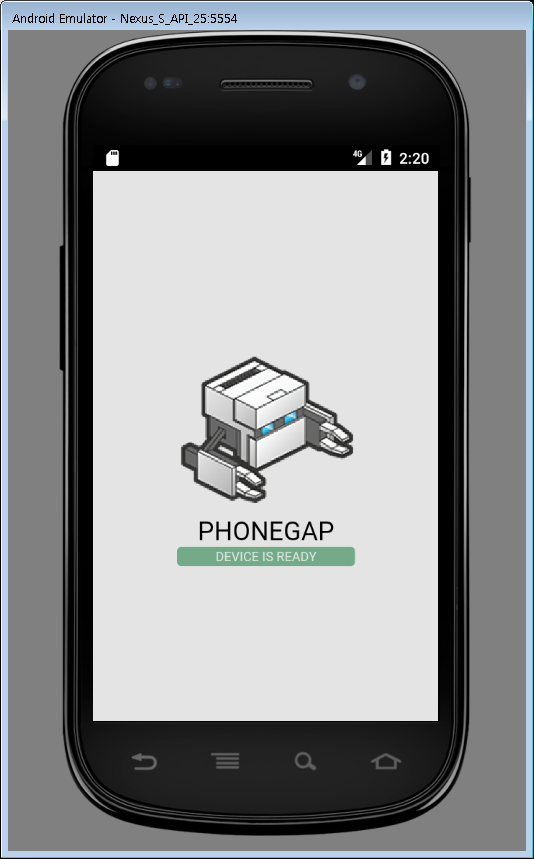 Android Emulator - Nexus_S_API_25:5554
4G 2:20
PHONEGAP
DEVICE IS READY